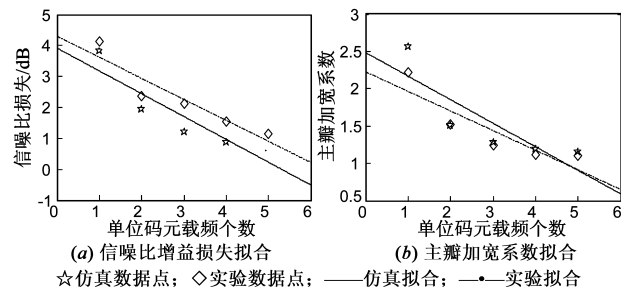 5
4
3
2
1
0
-1
信噪比损失/dB
0 1 2 3 4 5 6
单位码元载频个数
(a) 信噪比增益损失拟合
3
2.5
2
1.5
1
0.5
主瓣加宽系数
0 1 2 3 4 5 6
单位码元载频个数
(b) 主瓣加宽系数拟合
☆仿真数据点；◇实验数据点；——仿真拟合；—•—实验拟合